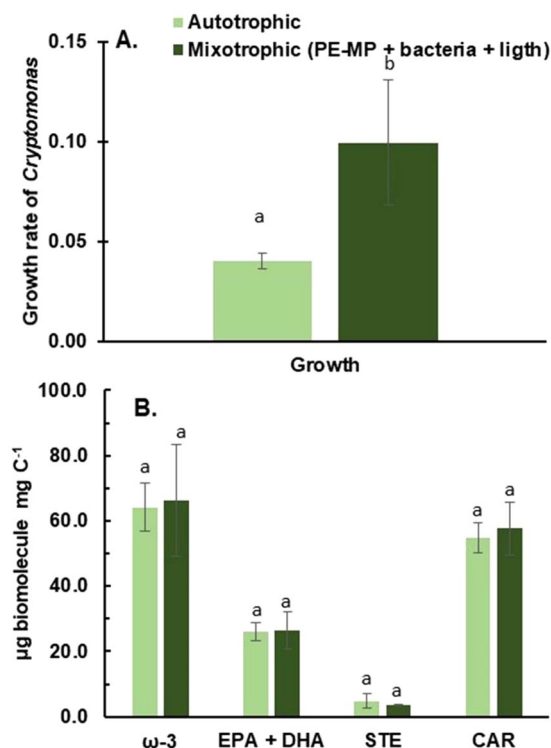 Autotrophic
Mixotrophic (PE-MP + bacteria + ligth)
A.
0.15
0.10
0.05
0.00
Growth rate of Cryptomonas
a
b
Growth
B.
100.0
80.0
60.0
40.0
20.0
0.0
µg biomolecule mg C⁻¹
a
a
a
a
a
a
a
a
ω-3
EPA + DHA
STE
CAR